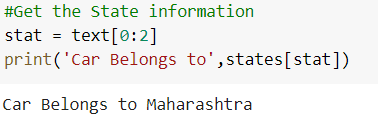 #Get the State information
stat = text[0:2]
print('Car Belongs to',states[stat])
Car Belongs to Maharashtra